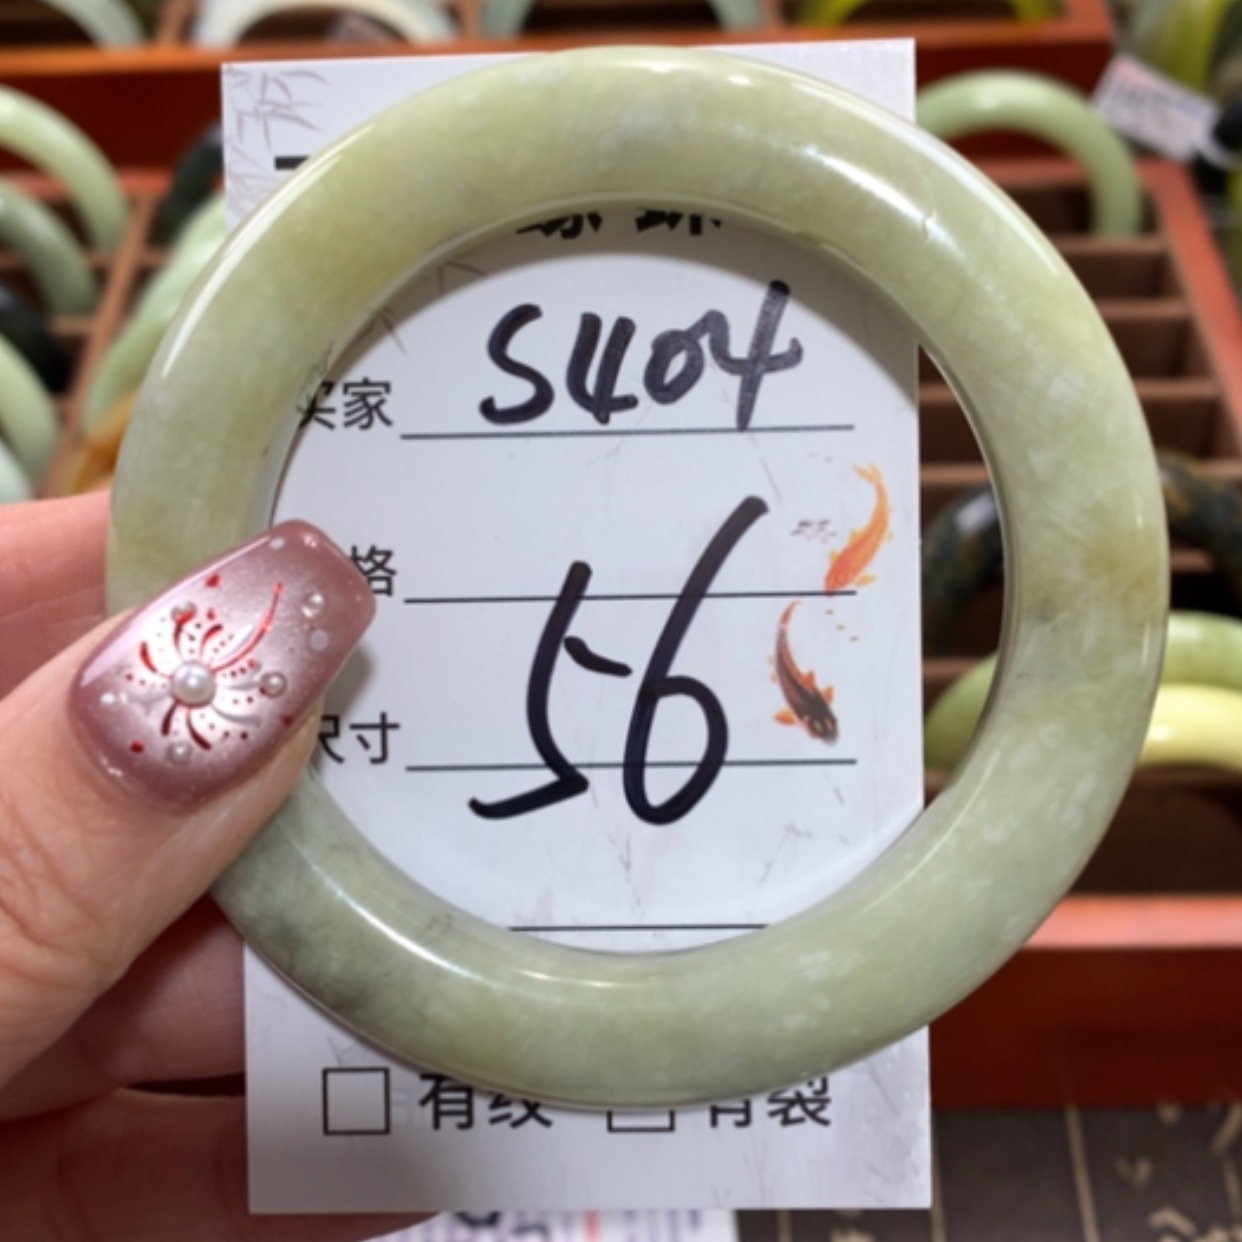 买家 S404
格
尺寸 56
有纹 有裂